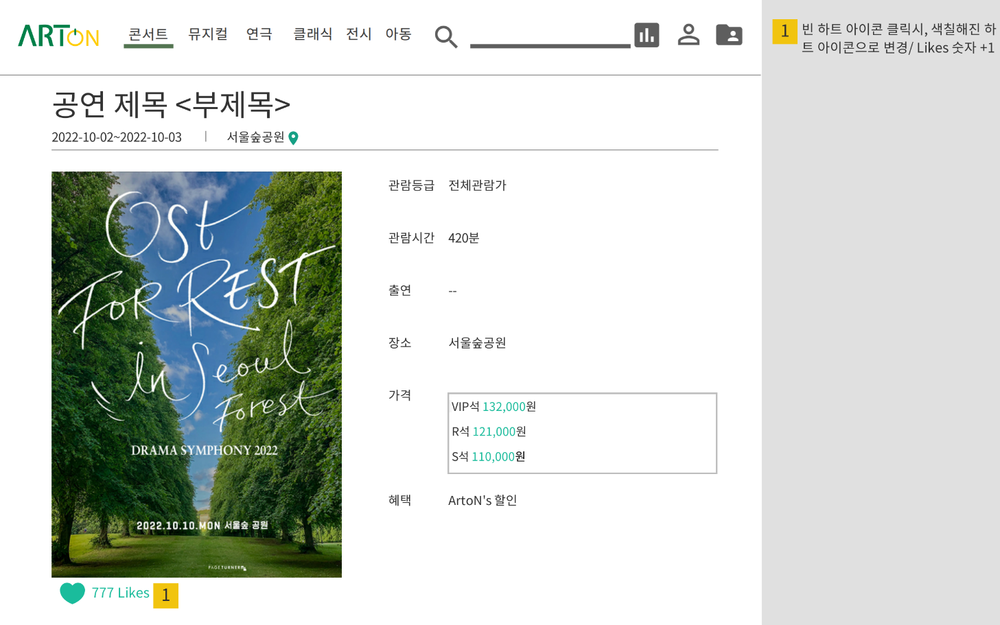 ARTON 콘서트 뮤지컬 연극 클래식 전시 아동
공연 제목 <부제목>
2022-10-02~2022-10-03 | 서울숲공원
OST
FOR REST
in Seoul
Forest
DRAMA SYMPHONY 2022
2022.10.10.MON 서울숲 공원
PAGETURNER
777 Likes 1
관람등급 전체관람가
관람시간 420분
출연 --
장소 서울숲공원
가격
VIP석 132,000원
R석 121,000원
S석 110,000원
혜택 ArtoN's 할인
1 빈 하트 아이콘 클릭시, 색칠해진 하
트 아이콘으로 변경/ Likes 숫자 +1